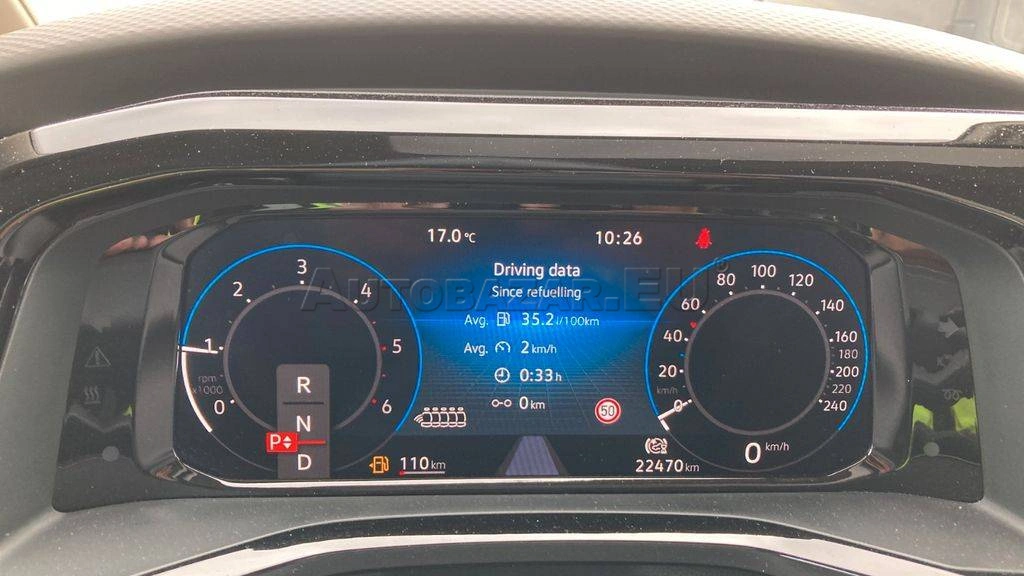 17.0 °C
10:26
Driving data
Since refuelling
Avg. 35.2 l/100km
Avg. 2 km/h
0:33 h
0 km
AUTOBAZAR.EU®
0 1 2 3 4 5 6
rpm
x1000
R
N
P
D
0 20 40 60 80 100 120 140 160 180 200 220 240
km/h
50
110 km
22470 km
0 km/h